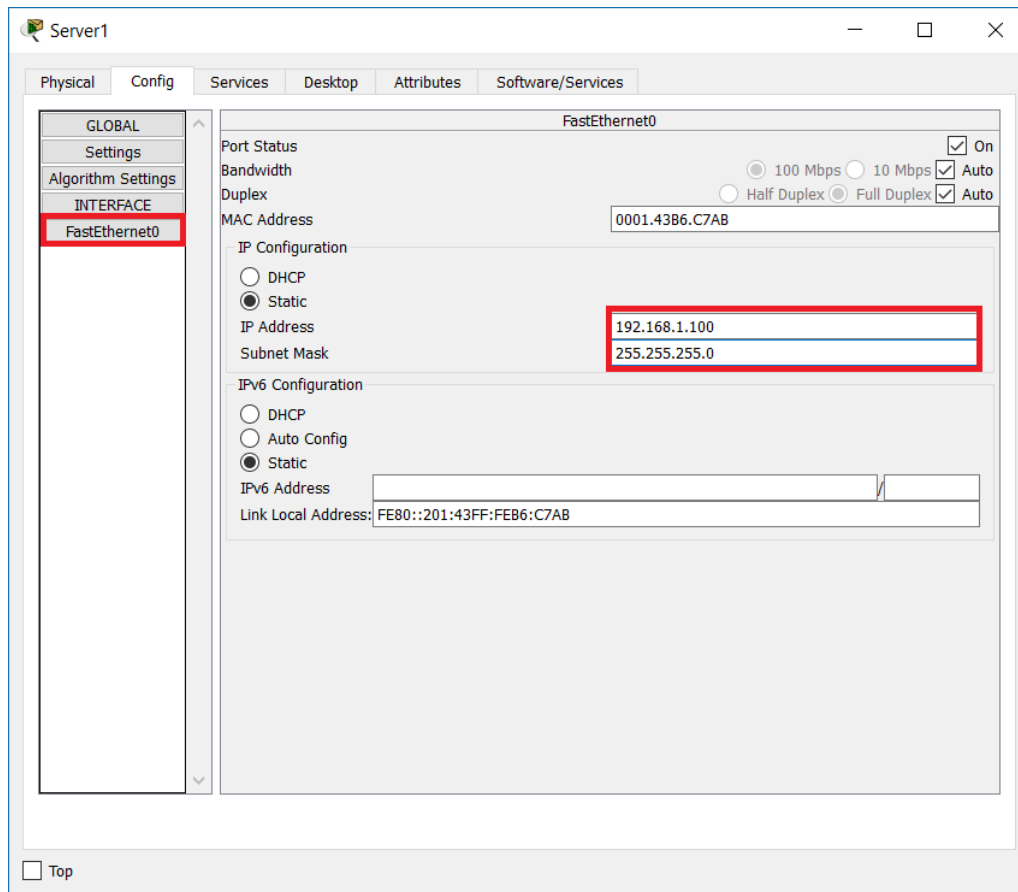 Server1
Physical Config Services Desktop Attributes Software/Services
GLOBAL
Settings
Algorithm Settings
INTERFACE
FastEthernet0
FastEthernet0
Port Status On
Bandwidth 100 Mbps 10 Mbps Auto
Duplex Half Duplex Full Duplex Auto
MAC Address 0001.43B6.C7AB
IP Configuration
DHCP
Static
IP Address 192.168.1.100
Subnet Mask 255.255.255.0
IPv6 Configuration
DHCP
Auto Config
Static
IPv6 Address /
Link Local Address: FE80::201:43FF:FEB6:C7AB
Top